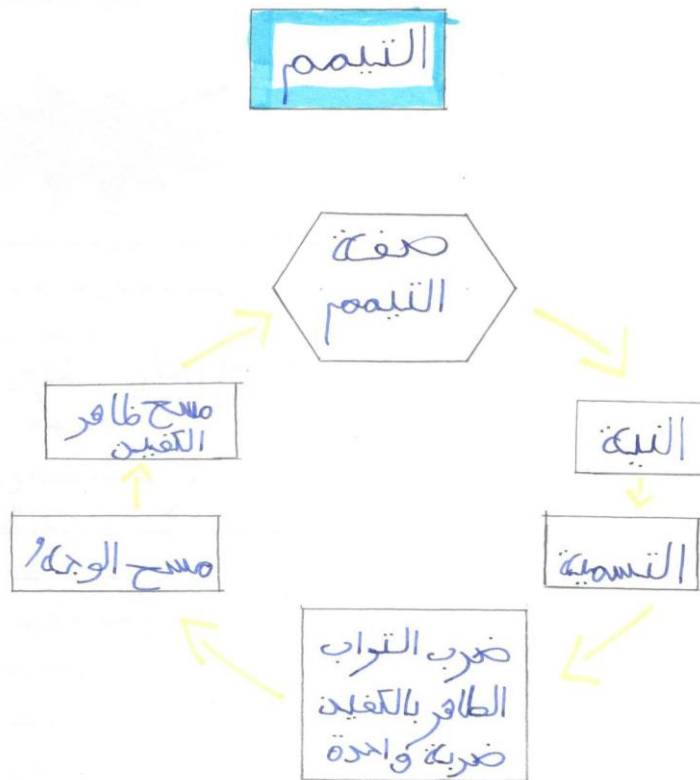 التيمم
صفة
التيمم
النية
التسمية
ضرب التراب
الطاهر بالكفين
ضربة واحدة
مسح الوجه
مسح ظاهر
الكفين